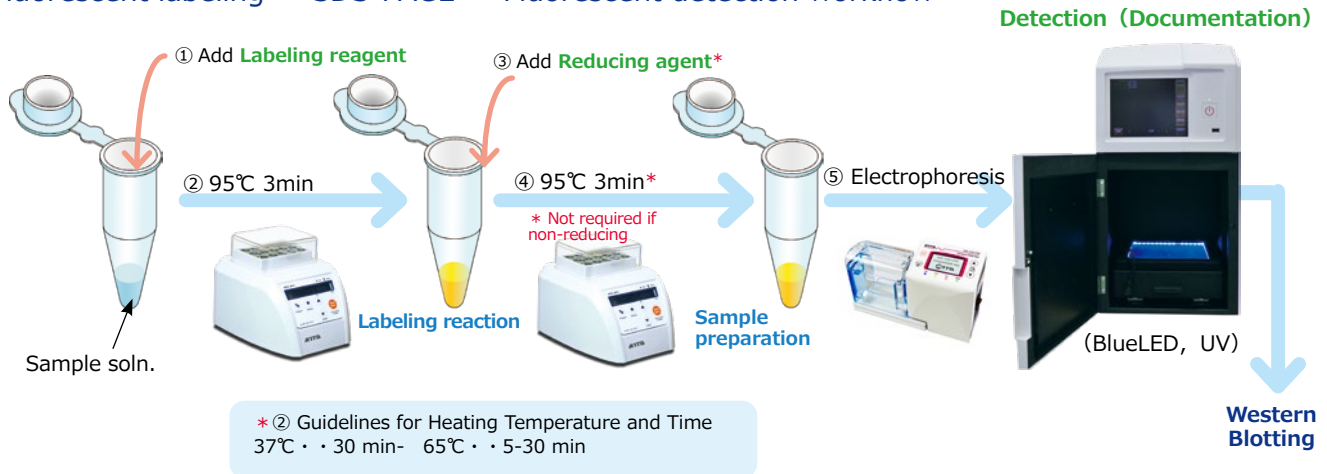 Detection（Documentation）
① Add Labeling reagent
③ Add Reducing agent*
② 95℃ 3min
④ 95℃ 3min*
⑤ Electrophoresis
* Not required if
non-reducing
Labeling reaction
Sample
preparation
Sample soln.
（BlueLED，UV）
Western
Blotting
*② Guidelines for Heating Temperature and Time
37℃・・30 min-　65℃・・5-30 min